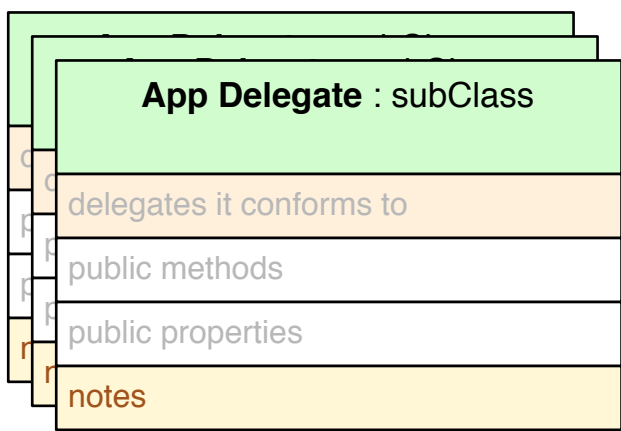 App Delegate : subClass
delegates it conforms to
public methods
public properties
notes